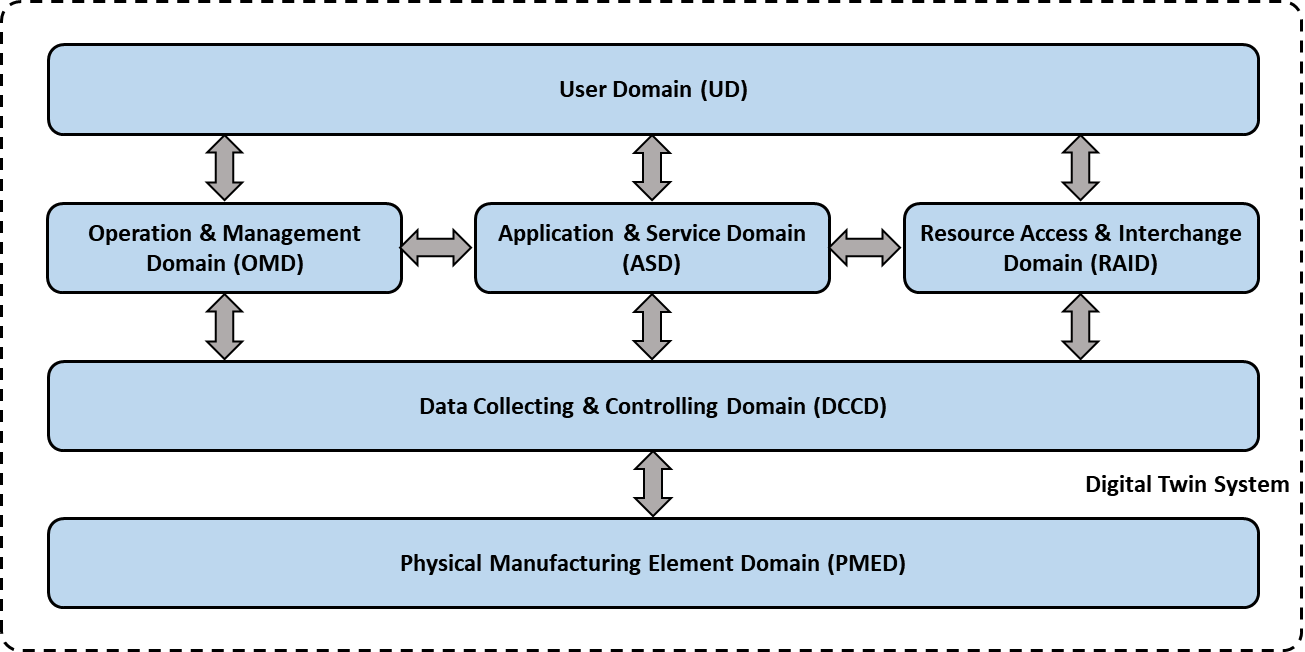 User Domain (UD)
Operation & Management
Domain (OMD)
Application & Service Domain
(ASD)
Resource Access & Interchange
Domain (RAID)
Data Collecting & Controlling Domain (DCCD)
Digital Twin System
Physical Manufacturing Element Domain (PMED)